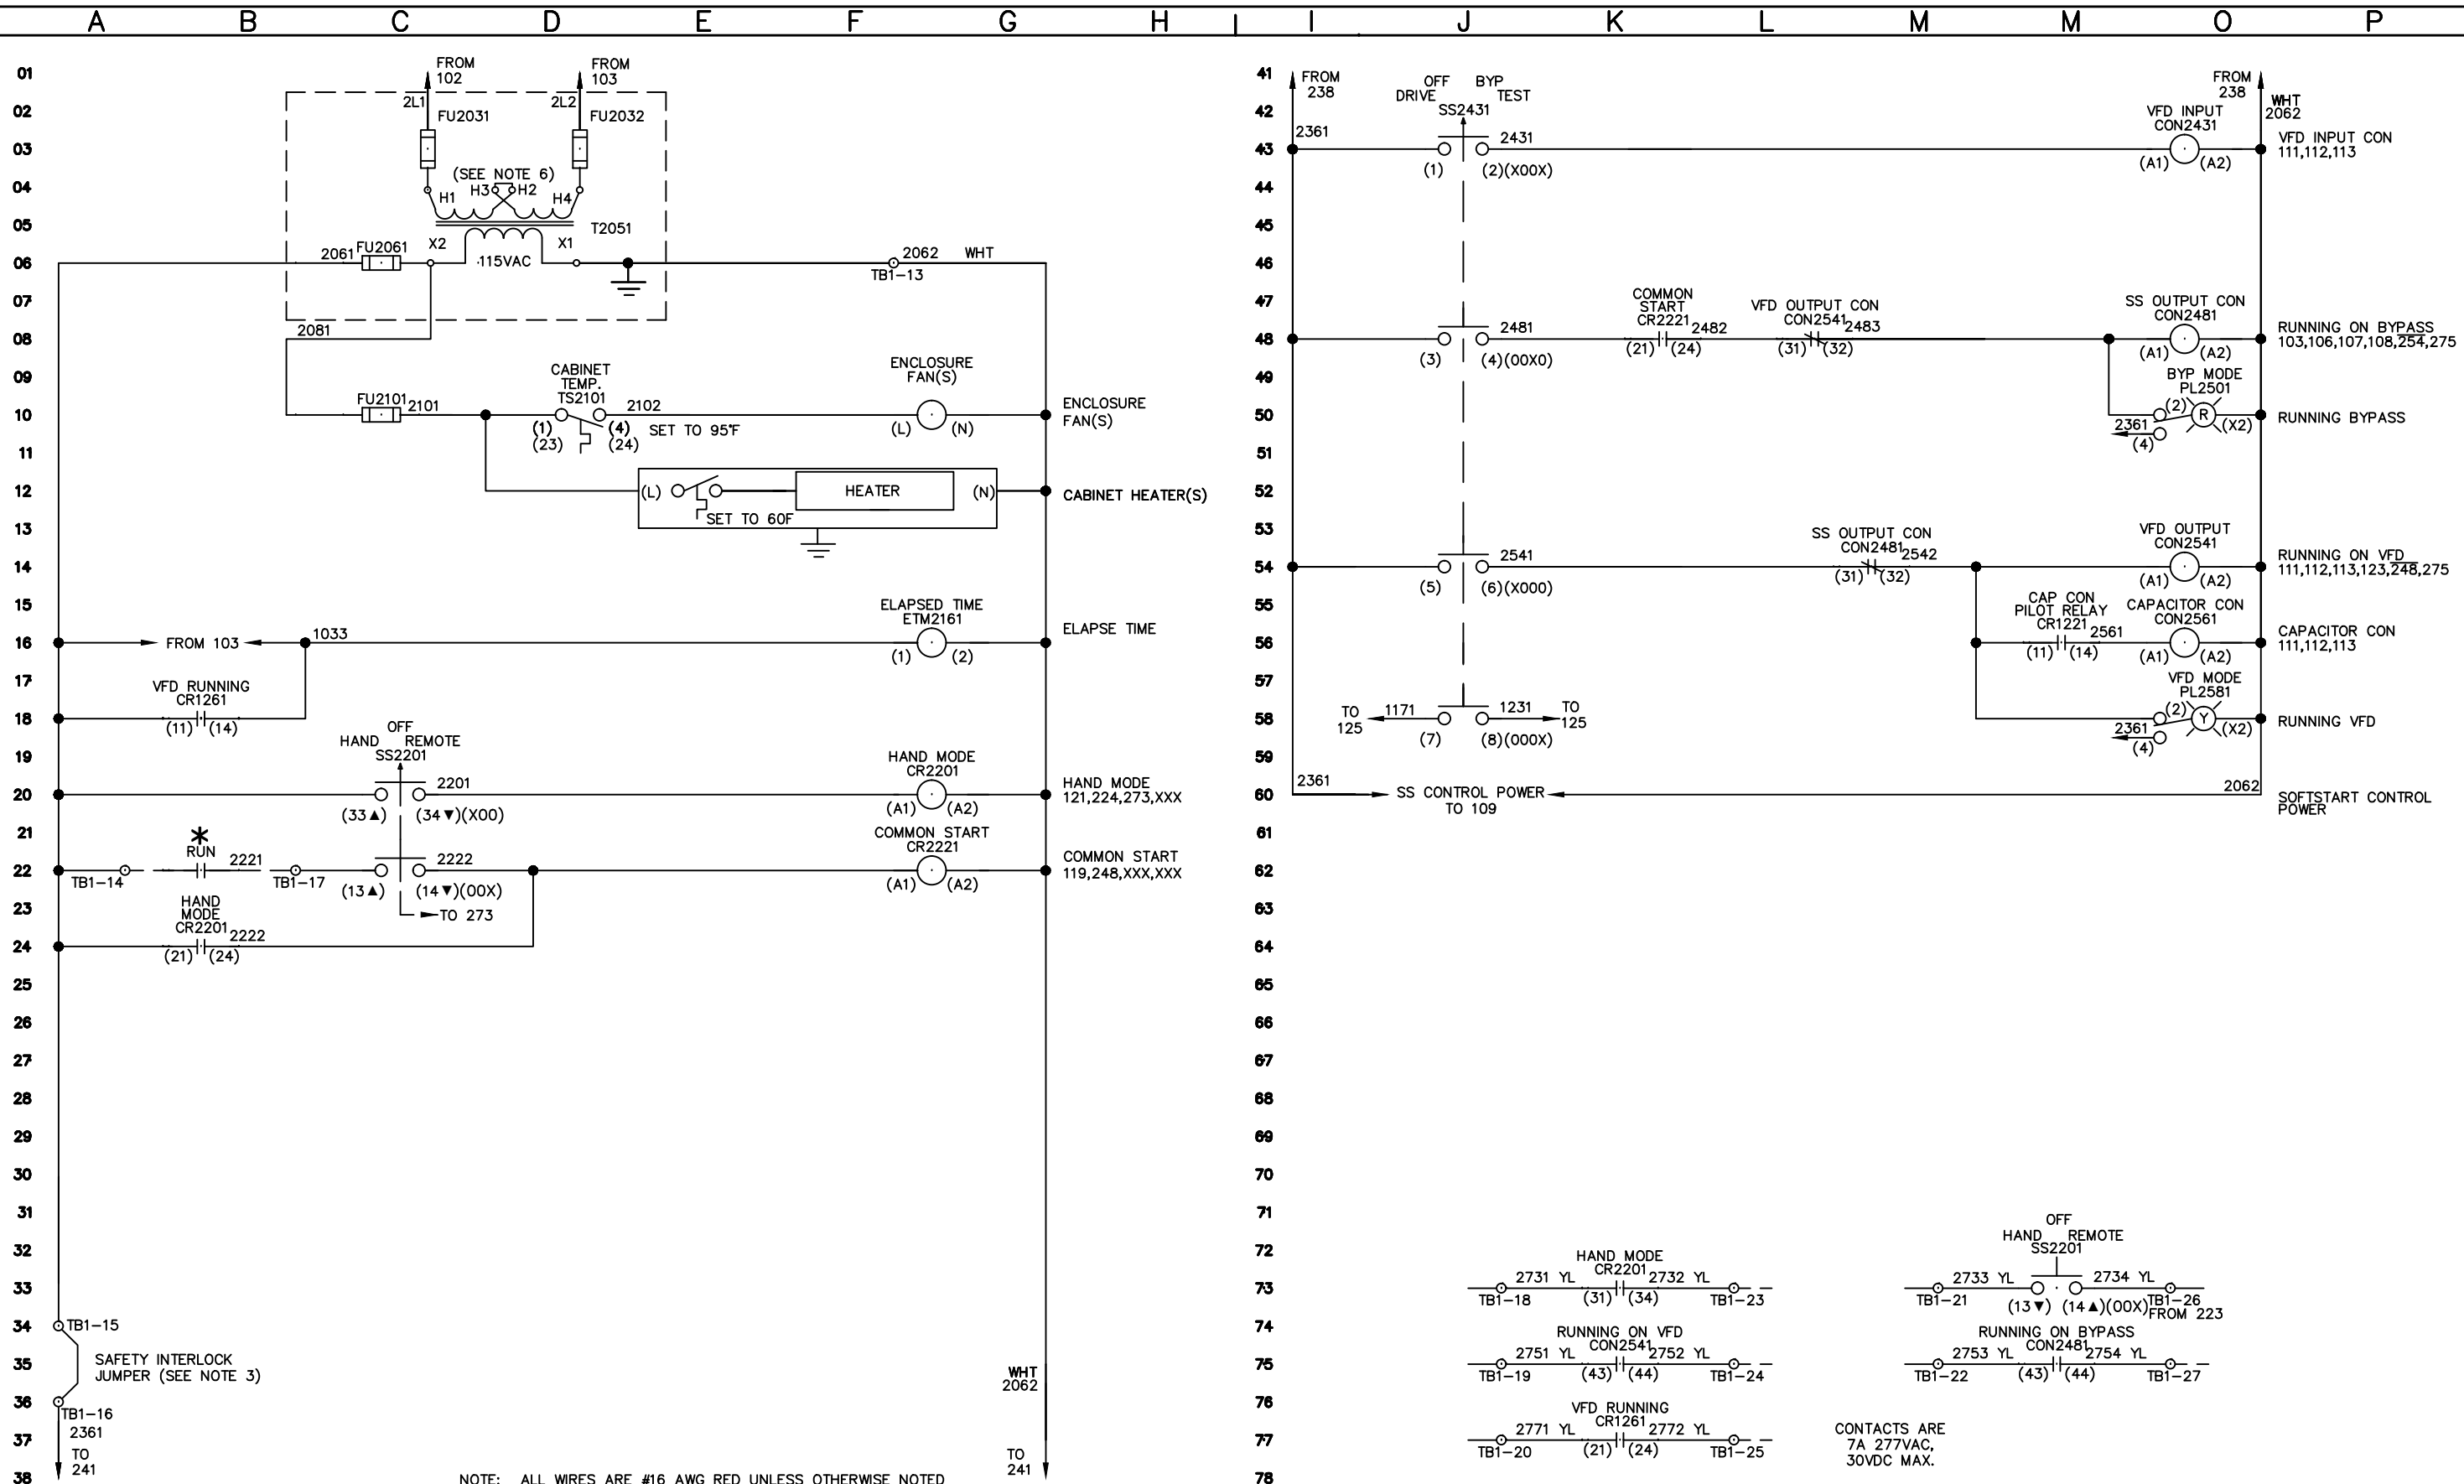 A B C D E F G H I J K L M M O P
01
FROM 102
FROM 103
2L1
2L2
02
FU2031
FU2032
03
(SEE NOTE 6)
04
H1 H3 H2 H4
05
T2051
X2 X1
2061 FU2061
06
115VAC
2062 WHT
TB1-13
07
2081
08
ENCLOSURE
FAN(S)
09
CABINET
TEMP.
TS2101
FU2101 2101
2102
10
ENCLOSURE
FAN(S)
(1) (4) SET TO 95°F
(23) (24)
(L) (N)
11
12
(L) HEATER (N)
CABINET HEATER(S)
SET TO 60F
13
14
15
ELAPSED TIME
ETM2161
ELAPSE TIME
16
FROM 103
1033
(1) (2)
17
VFD RUNNING
CR1261
18
(11) (14)
OFF
HAND REMOTE
SS2201
19
HAND MODE
CR2201
2201
20
HAND MODE
121,224,273,XXX
(33▲) (34▼)(X00)
(A1) (A2)
21
*
RUN
COMMON START
CR2221
2221
2222
22
COMMON START
119,248,XXX,XXX
TB1-14
TB1-17
(13▲) (14▼)(00X)
(A1) (A2)
23
HAND
MODE
CR2201
TO 273
2222
24
(21) (24)
25
26
27
28
29
30
31
32
33
34
TB1-15
35
SAFETY INTERLOCK
JUMPER (SEE NOTE 3)
WHT
2062
36
TB1-16
2361
37
TO
241
TO
241
38
NOTE: ALL WIRES ARE #16 AWG RED UNLESS OTHERWISE NOTED
41
FROM
238
OFF BYP
DRIVE TEST
SS2431
FROM
238
WHT
2062
42
VFD INPUT
CON2431
2361
2431
43
VFD INPUT CON
111,112,113
(1) (2)(X00X)
(A1) (A2)
44
45
46
47
COMMON
START
CR2221
VFD OUTPUT CON
CON2541
SS OUTPUT CON
CON2481
2481
2482
2483
48
RUNNING ON BYPASS
103,106,107,108,254,275
(3) (4)(00X0)
(21) (24)
(31) (32)
(A1) (A2)
49
BYP MODE
PL2501
50
(2) R (X2)
RUNNING BYPASS
2361
(4)
51
52
53
SS OUTPUT CON
CON2481
VFD OUTPUT
CON2541
2541
2542
54
RUNNING ON VFD
111,112,113,123,248,275
(5) (6)(X000)
(31) (32)
(A1) (A2)
55
CAP CON
PILOT RELAY
CR1221
CAPACITOR CON
CON2561
2561
56
CAPACITOR CON
111,112,113
(11) (14)
(A1) (A2)
57
VFD MODE
PL2581
TO
125
1171
1231
TO
125
58
(2) Y (X2)
RUNNING VFD
(7) (8)(000X)
2361
(4)
59
2361
60
SS CONTROL POWER
TO 109
2062
SOFTSTART CONTROL
POWER
61
62
63
64
65
66
67
68
69
70
71
72
HAND MODE
CR2201
OFF
HAND REMOTE
SS2201
73
2731 YL
2732 YL
2733 YL
2734 YL
TB1-18
(31) (34)
TB1-23
TB1-21
(13▼) (14▲)(00X)
TB1-26
FROM 223
74
RUNNING ON VFD
CON2541
RUNNING ON BYPASS
CON2481
75
2751 YL
2752 YL
2753 YL
2754 YL
TB1-19
(43) (44)
TB1-24
TB1-22
(43) (44)
TB1-27
76
VFD RUNNING
CR1261
77
2771 YL
2772 YL
TB1-20
(21) (24)
TB1-25
CONTACTS ARE
7A 277VAC,
30VDC MAX.
78